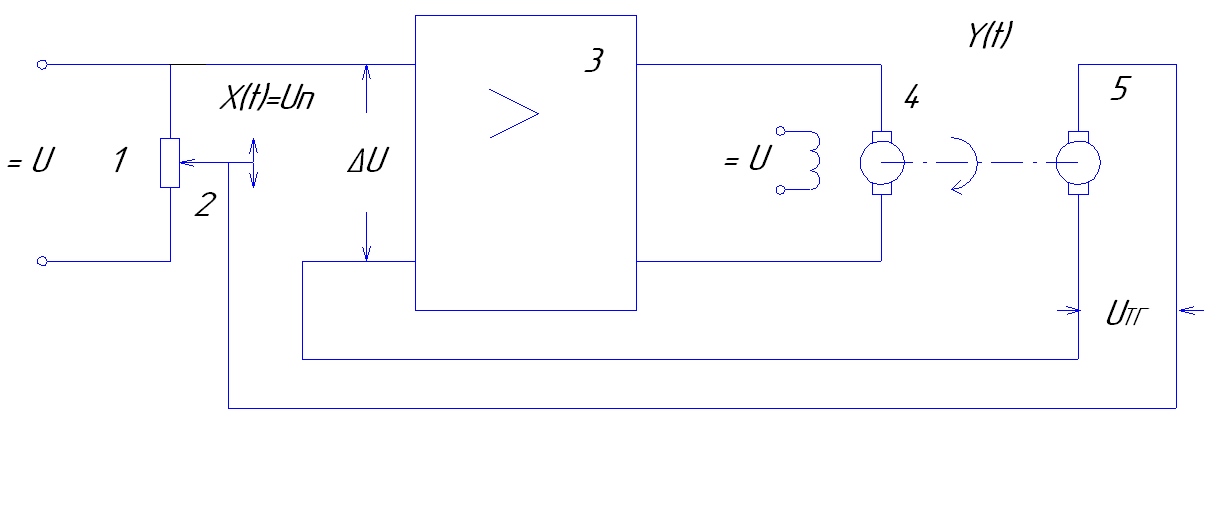 Y(t)
3
X(t)=Uп
4
5
= U
1
ΔU
= U
2
UТГ